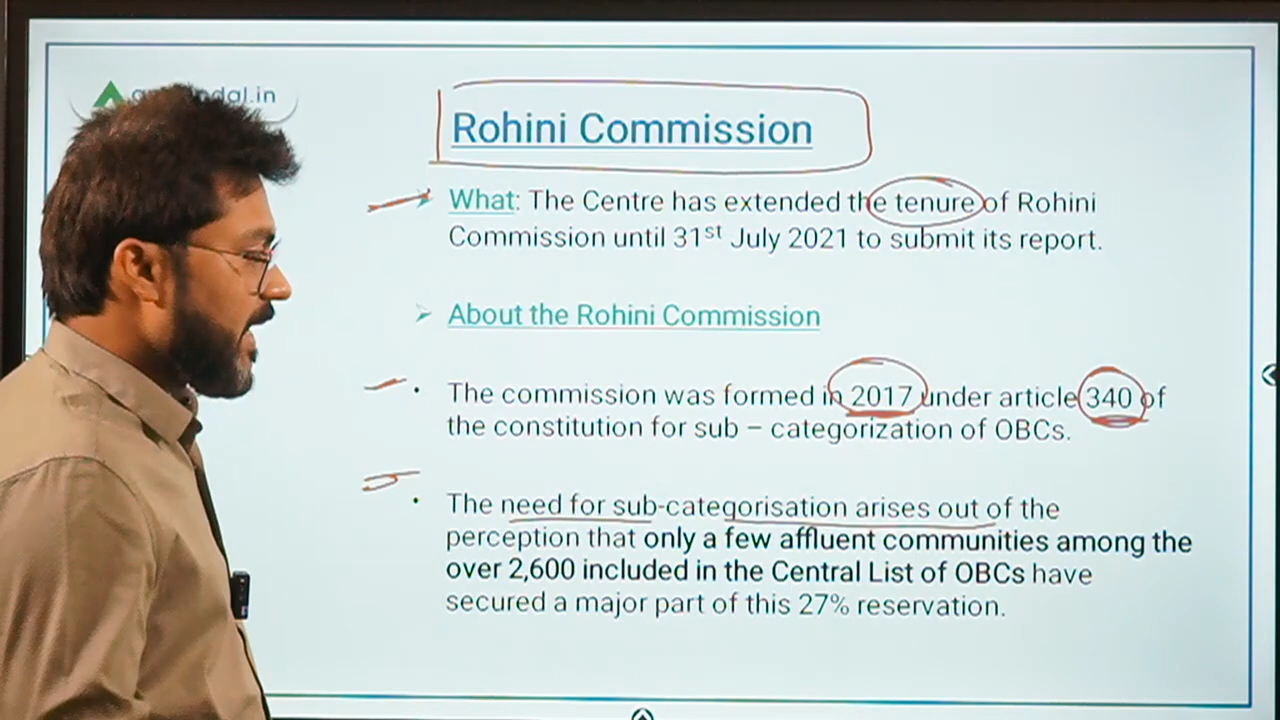 dal.in
Rohini Commission
What: The Centre has extended the tenure of Rohini
Commission until 31st July 2021 to submit its report.
About the Rohini Commission
The commission was formed in 2017 under article 340 of
the constitution for sub – categorization of OBCs.
The need for sub-categorisation arises out of the
perception that only a few affluent communities among the
over 2,600 included in the Central List of OBCs have
secured a major part of this 27% reservation.